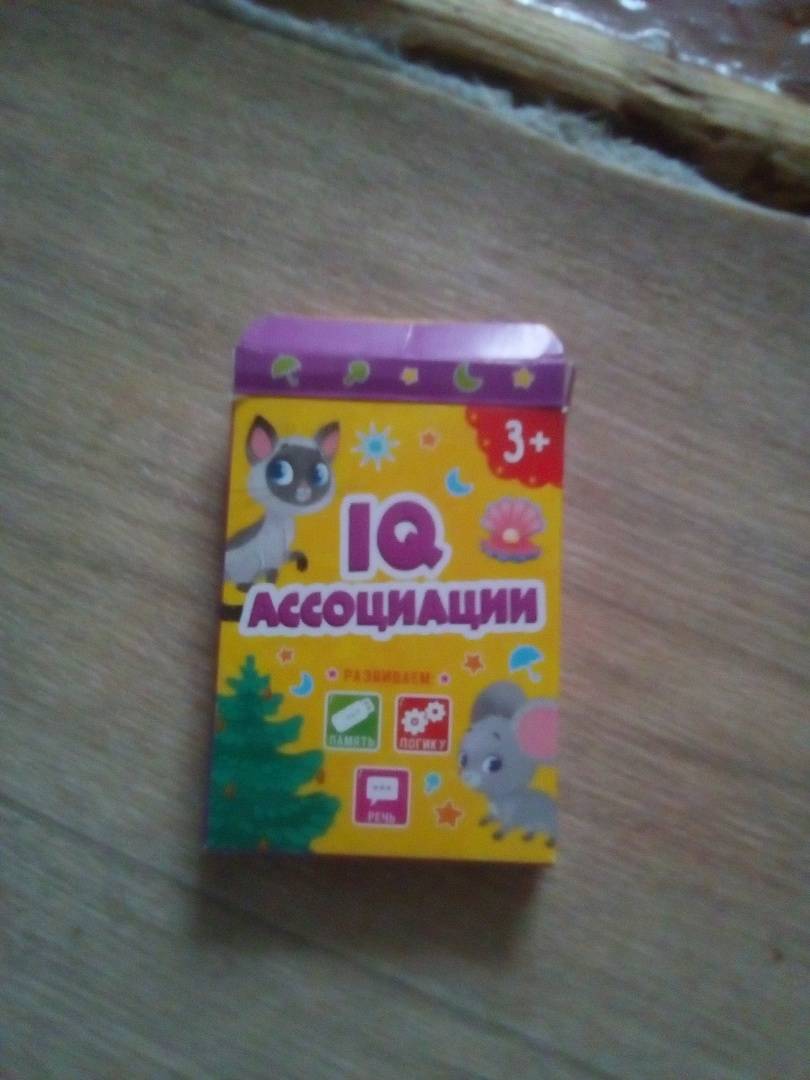 3+
IQ
АССОЦИАЦИИ
РАЗВИВАЕМ
ПАМЯТЬ
ЛОГИКУ
РЕЧЬ